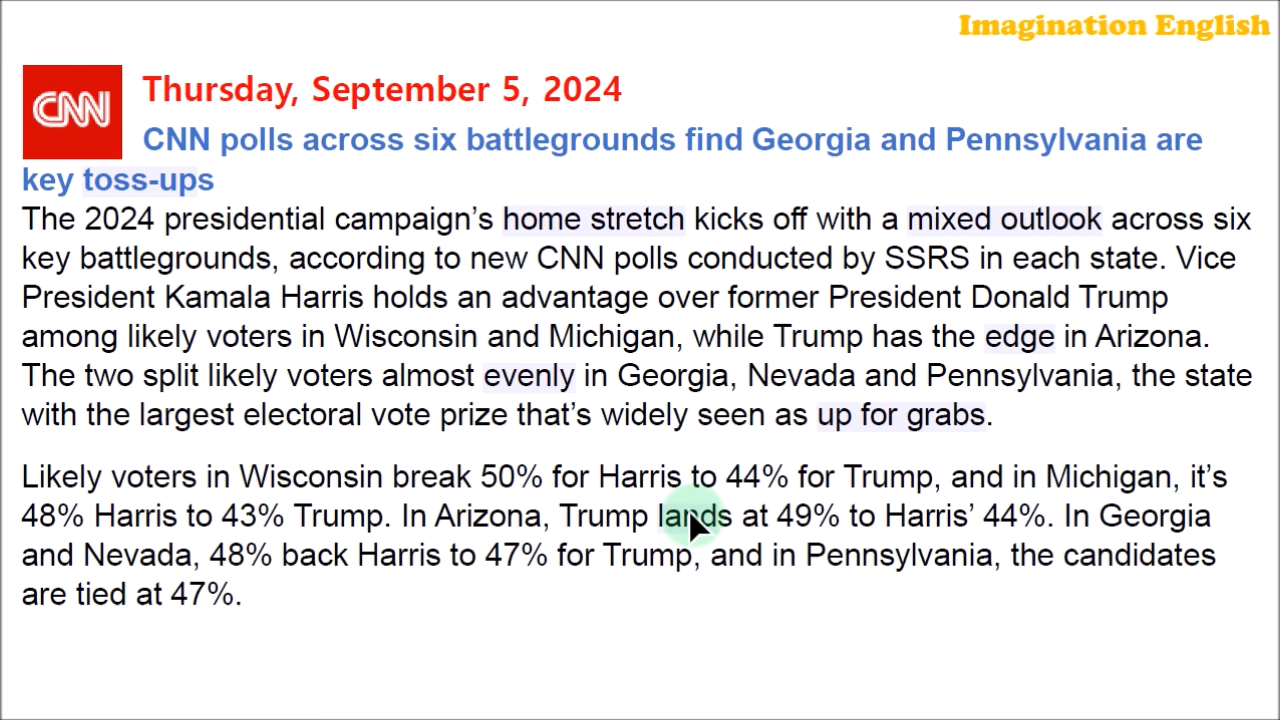 Imagination English
CNN
Thursday, September 5, 2024
CNN polls across six battlegrounds find Georgia and Pennsylvania are
key toss-ups
The 2024 presidential campaign’s home stretch kicks off with a mixed outlook across six
key battlegrounds, according to new CNN polls conducted by SSRS in each state. Vice
President Kamala Harris holds an advantage over former President Donald Trump
among likely voters in Wisconsin and Michigan, while Trump has the edge in Arizona.
The two split likely voters almost evenly in Georgia, Nevada and Pennsylvania, the state
with the largest electoral vote prize that’s widely seen as up for grabs.
Likely voters in Wisconsin break 50% for Harris to 44% for Trump, and in Michigan, it’s
48% Harris to 43% Trump. In Arizona, Trump lands at 49% to Harris’ 44%. In Georgia
and Nevada, 48% back Harris to 47% for Trump, and in Pennsylvania, the candidates
are tied at 47%.